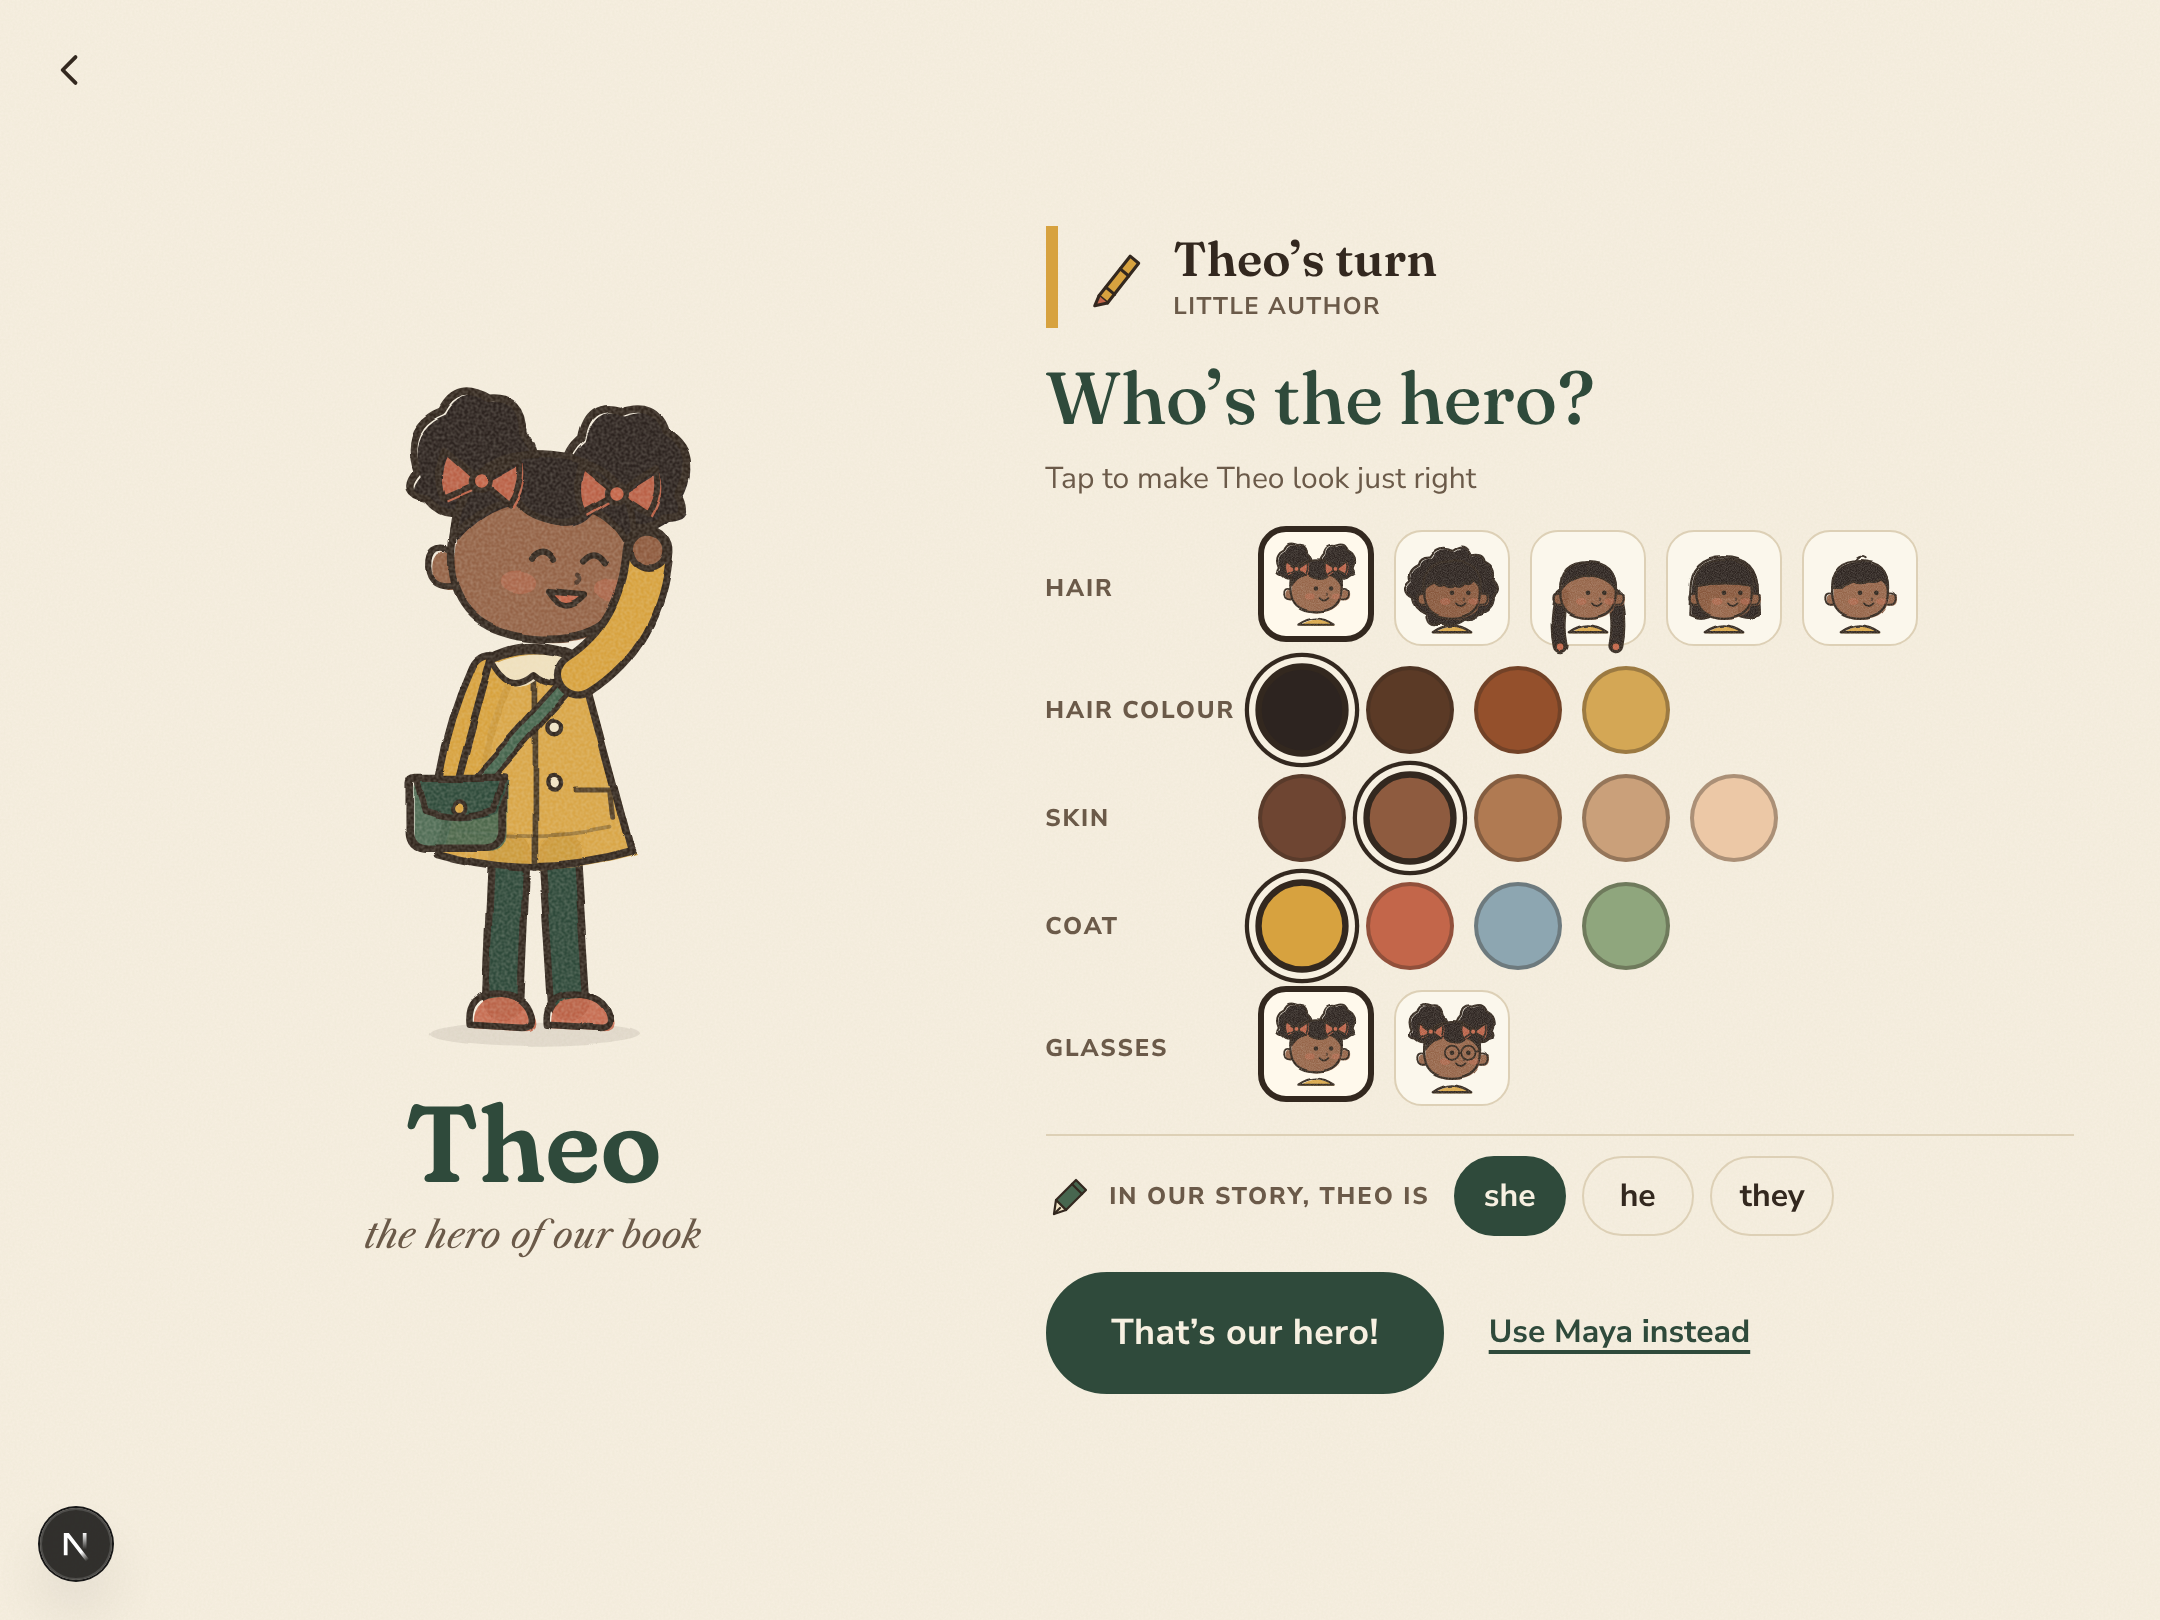 Theo’s turn
LITTLE AUTHOR
Who’s the hero?
Tap to make Theo look just right
HAIR
HAIR COLOUR
SKIN
COAT
GLASSES
IN OUR STORY, THEO IS she he they
That’s our hero! Use Maya instead
Theo
the hero of our book
N